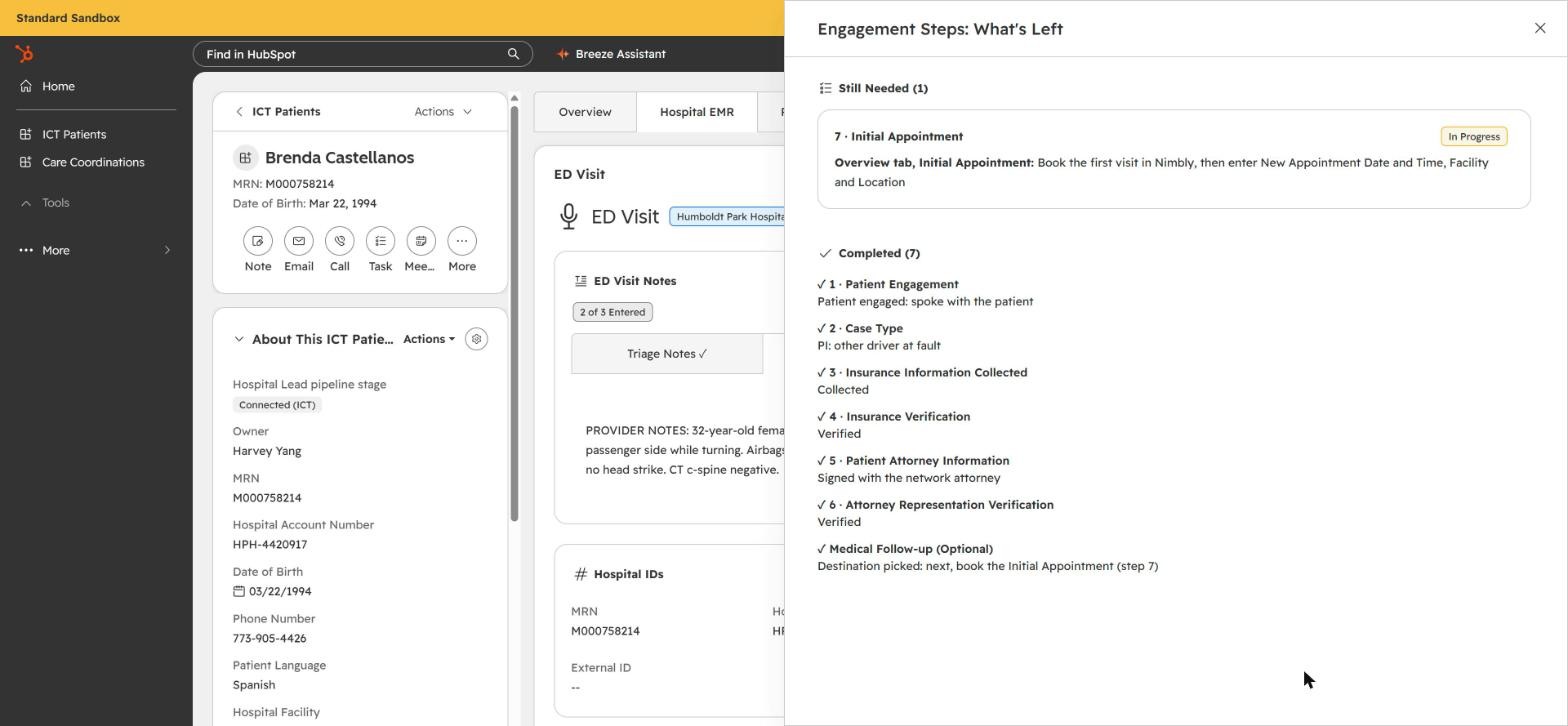 Standard Sandbox
Find in HubSpot
Breeze Assistant
Home
ICT Patients
Care Coordinations
Tools
More
ICT Patients
Actions
Brenda Castellanos
MRN: M000758214
Date of Birth: Mar 22, 1994
Note Email Call Task Mee... More
About This ICT Patie... Actions
Hospital Lead pipeline stage
Connected (ICT)
Owner
Harvey Yang
MRN
M000758214
Hospital Account Number
HPH-4420917
Date of Birth
03/22/1994
Phone Number
773-905-4426
Patient Language
Spanish
Hospital Facility
Overview
Hospital EMR
ED Visit
ED Visit
Humboldt Park Hospita
ED Visit Notes
2 of 3 Entered
Triage Notes ✓
PROVIDER NOTES: 32-year-old fema
passenger side while turning. Airbags
no head strike. CT c-spine negative.
Hospital IDs
MRN
M000758214
External ID
--
Engagement Steps: What's Left
Still Needed (1)
7 · Initial Appointment
In Progress
Overview tab, Initial Appointment: Book the first visit in Nimbly, then enter New Appointment Date and Time, Facility
and Location
Completed (7)
✓ 1 · Patient Engagement
Patient engaged: spoke with the patient
✓ 2 · Case Type
PI: other driver at fault
✓ 3 · Insurance Information Collected
Collected
✓ 4 · Insurance Verification
Verified
✓ 5 · Patient Attorney Information
Signed with the network attorney
✓ 6 · Attorney Representation Verification
Verified
✓ Medical Follow-up (Optional)
Destination picked: next, book the Initial Appointment (step 7)